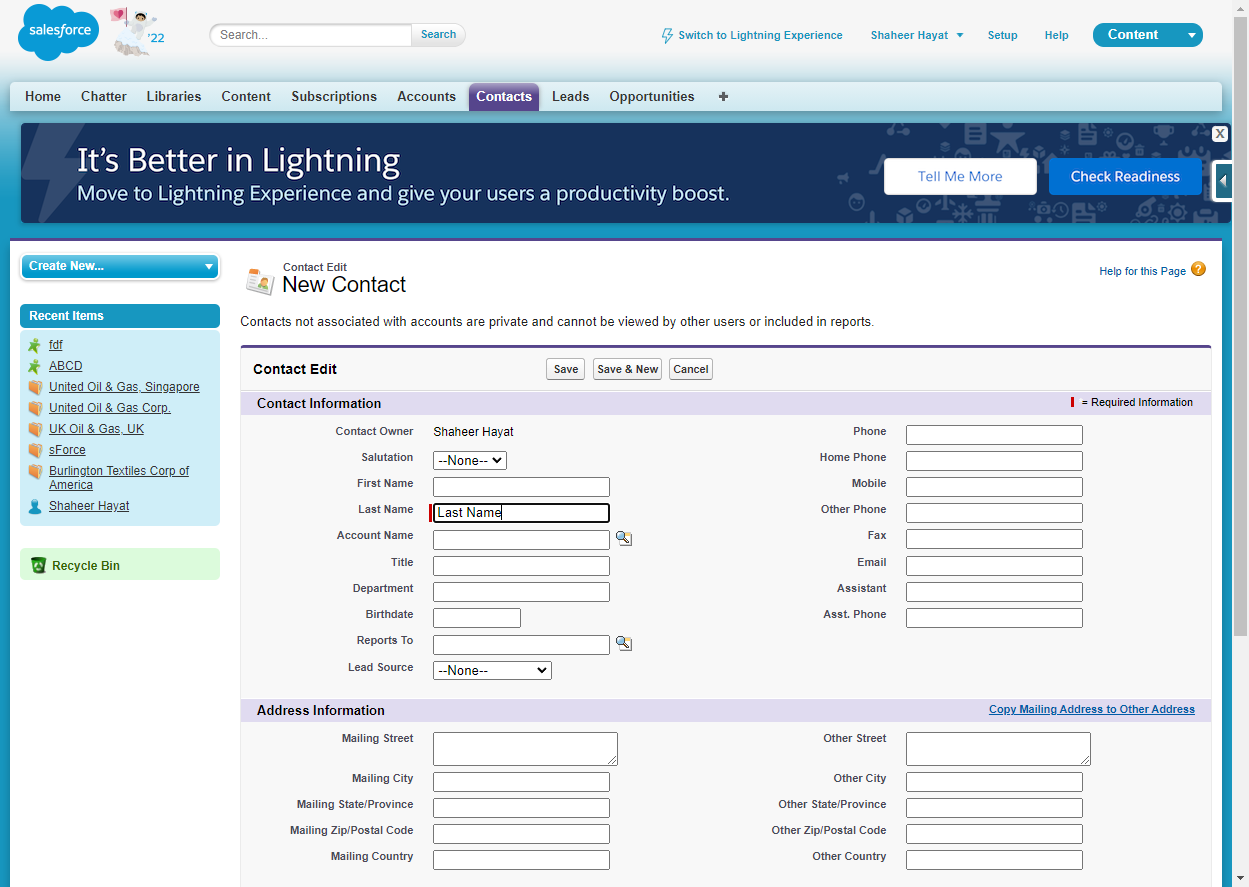 salesforce
'22
Search...
Search
Switch to Lightning Experience
Shaheer Hayat
Setup
Help
Content
Home
Chatter
Libraries
Content
Subscriptions
Accounts
Contacts
Leads
Opportunities
+
It's Better in Lightning
Move to Lightning Experience and give your users a productivity boost.
Tell Me More
Check Readiness
X
Create New...
Recent Items
fdf
ABCD
United Oil & Gas, Singapore
United Oil & Gas Corp.
UK Oil & Gas, UK
sForce
Burlington Textiles Corp of
America
Shaheer Hayat
Recycle Bin
Contact Edit
New Contact
Help for this Page ?
Contacts not associated with accounts are private and cannot be viewed by other users or included in reports.
Contact Edit
Save
Save & New
Cancel
Contact Information
= Required Information
Contact Owner Shaheer Hayat
Salutation --None--
First Name
Last Name Last Name
Account Name
Title
Department
Birthdate
Reports To
Lead Source --None--
Phone
Home Phone
Mobile
Other Phone
Fax
Email
Assistant
Asst. Phone
Address Information
Copy Mailing Address to Other Address
Mailing Street
Mailing City
Mailing State/Province
Mailing Zip/Postal Code
Mailing Country
Other Street
Other City
Other State/Province
Other Zip/Postal Code
Other Country